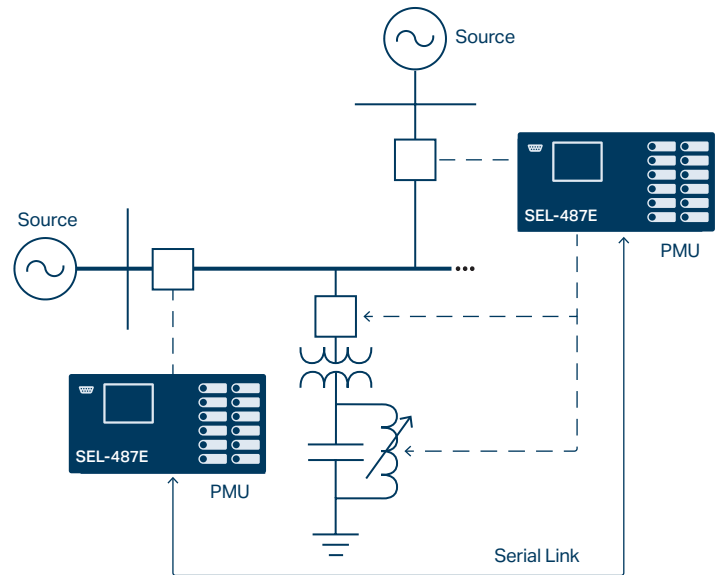 Source
SEL-487E
PMU
Source
SEL-487E
PMU
Serial Link